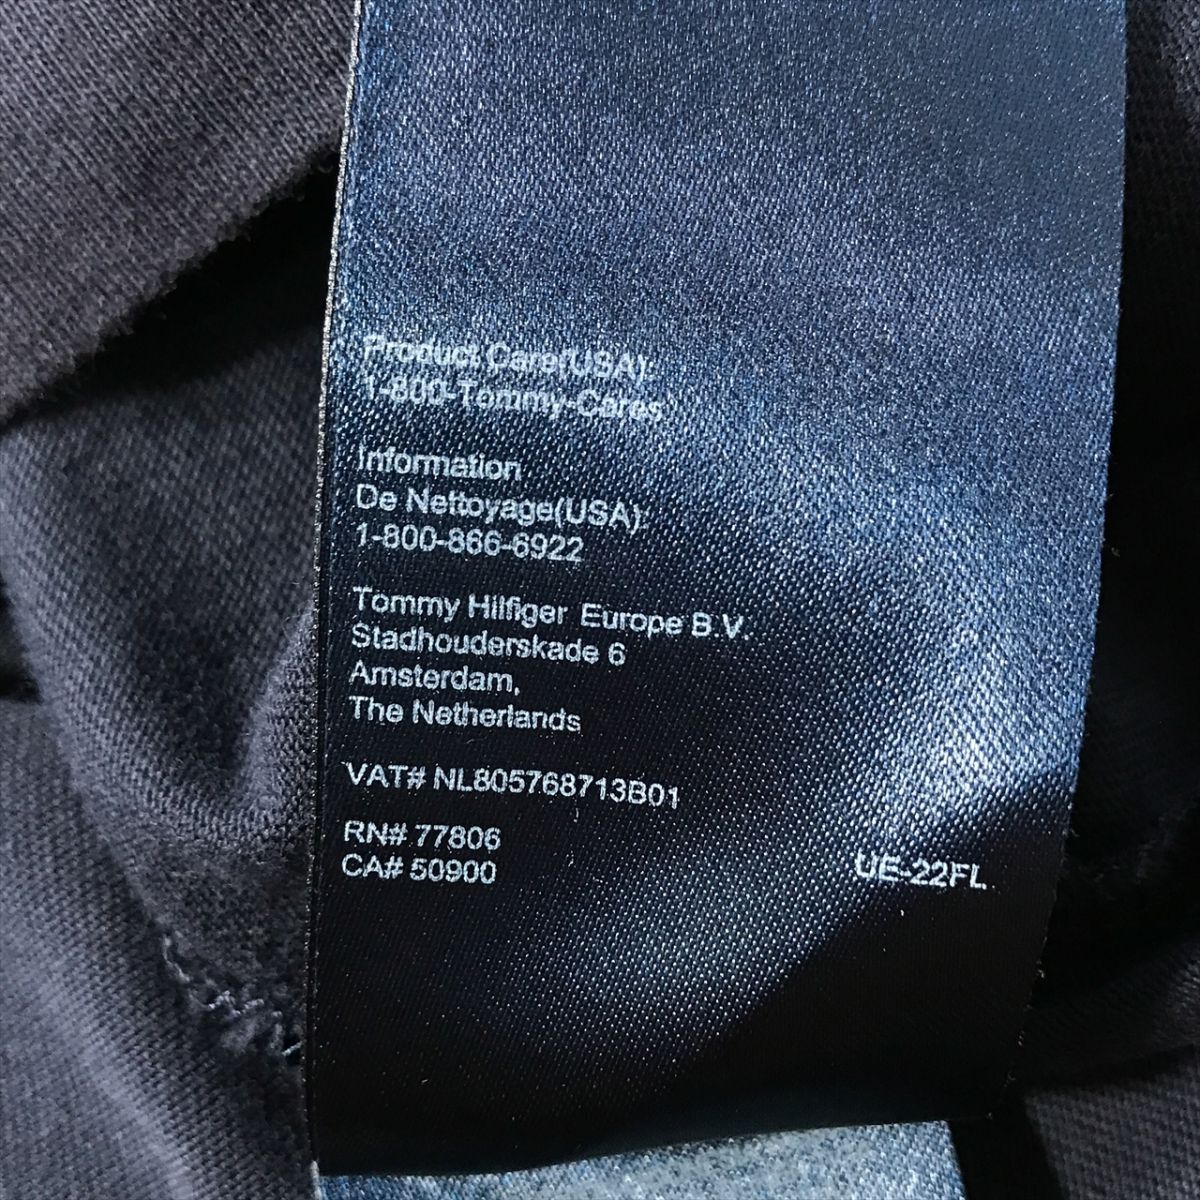 Product Care(USA):
1-800-Tommy-Cares
Information
De Nettoyage(USA):
1-800-866-6922
Tommy Hilfiger Europe B.V.
Stadhouderskade 6
Amsterdam,
The Netherlands
VAT# NL805768713B01
RN# 77806
CA# 50900
UE-22FL